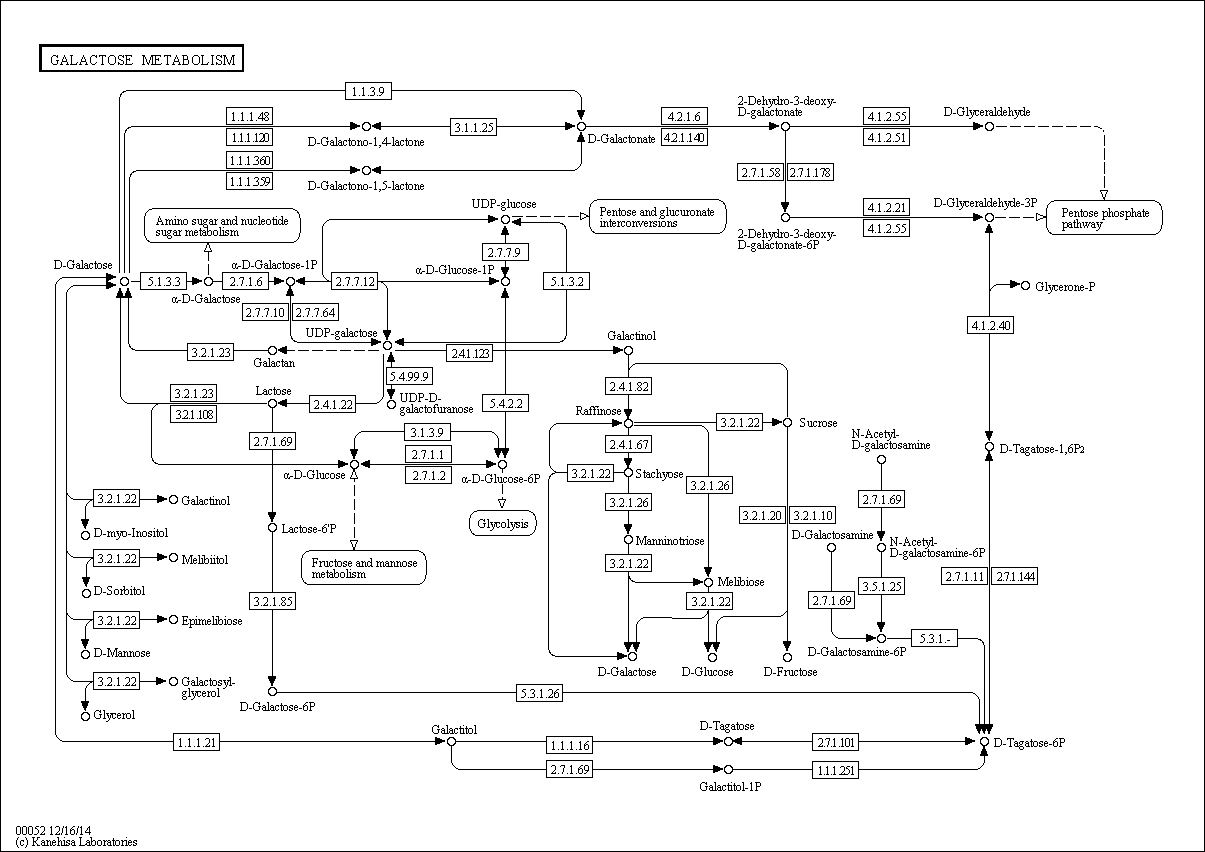 GALACTOSE METABOLISM
1.1.3.9
1.1.1.48
1.1.1.120
D-Galactono-1,4-lactone
3.1.1.25
D-Galactonate
4.2.1.6
4.2.1.140
2-Dehydro-3-deoxy-
D-galactonate
4.1.2.55
4.1.2.51
D-Glyceraldehyde
1.1.1.360
1.1.1.359
D-Galactono-1,5-lactone
2.7.1.58
2.7.1.178
Amino sugar and nucleotide
sugar metabolism
UDP-glucose
Pentose and glucuronate
interconversions
2-Dehydro-3-deoxy-
D-galactonate-6P
4.1.2.21
4.1.2.55
D-Glyceraldehyde-3P
Pentose phosphate
pathway
D-Galactose
5.1.3.3
α-D-Galactose
2.7.1.6
α-D-Galactose-1P
2.7.7.12
α-D-Glucose-1P
2.7.7.9
5.1.3.2
Glycerone-P
4.1.2.40
2.7.7.10
2.7.7.64
UDP-galactose
3.2.1.23
Galactan
2.4.1.123
Galactinol
5.4.99.9
UDP-D-
galactofuranose
3.2.1.23
3.2.1.108
Lactose
2.4.1.22
5.4.2.2
2.4.1.82
Raffinose
3.2.1.22
Sucrose
2.7.1.69
3.1.3.9
2.7.1.1
2.7.1.2
α-D-Glucose
α-D-Glucose-6P
2.4.1.67
3.2.1.22
Stachyose
3.2.1.26
3.2.1.26
N-Acetyl-
D-galactosamine
D-Tagatose-1,6P2
2.7.1.69
3.2.1.22
Galactinol
D-myo-Inositol
Lactose-6'P
Glycolysis
3.2.1.20
3.2.1.10
Manninotriose
D-Galactosamine
N-Acetyl-
D-galactosamine-6P
3.2.1.22
Melibiitol
D-Sorbitol
Fructose and mannose
metabolism
3.2.1.22
Melibiose
3.2.1.22
2.7.1.69
3.5.1.25
2.7.1.11
2.7.1.144
3.2.1.85
3.2.1.22
Epimelibiose
D-Mannose
5.3.1.-
D-Galactosamine-6P
D-Galactose
D-Glucose
D-Fructose
3.2.1.22
Galactosyl-
glycerol
Glycerol
D-Galactose-6P
5.3.1.26
1.1.1.21
Galactitol
1.1.1.16
D-Tagatose
2.7.1.101
D-Tagatose-6P
2.7.1.69
Galactitol-1P
1.1.1.251
00052 12/16/14
(c) Kanehisa Laboratories